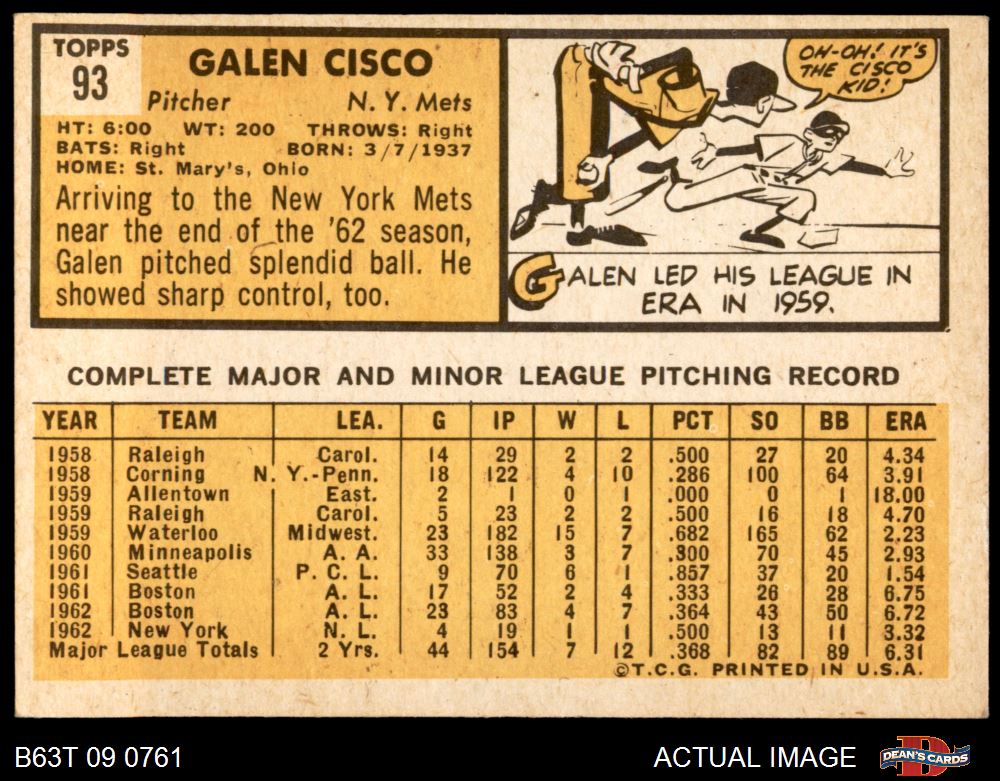 TOPPS
93
GALEN CISCO
Pitcher N. Y. Mets
HT: 6:00 WT: 200 THROWS: Right
BATS: Right BORN: 3/7/1937
HOME: St. Mary's, Ohio
Arriving to the New York Mets
near the end of the '62 season,
Galen pitched splendid ball. He
showed sharp control, too.
OH-OH! IT'S
THE CISCO
KID!
GALEN LED HIS LEAGUE IN
ERA IN 1959.
COMPLETE MAJOR AND MINOR LEAGUE PITCHING RECORD
YEAR TEAM LEA. G IP W L PCT SO BB ERA
1958 Raleigh Carol. 14 29 2 2 .500 27 20 4.34
1958 Corning N. Y.-Penn. 18 122 4 10 .286 100 64 3.91
1959 Allentown East. 2 1 0 1 .000 0 1 18.00
1959 Raleigh Carol. 5 23 2 2 .500 16 18 4.70
1959 Waterloo Midwest. 23 182 15 7 .682 165 62 2.23
1960 Minneapolis A. A. 33 138 3 7 .300 70 45 2.93
1961 Seattle P. C. L. 9 70 6 1 .857 37 20 1.54
1961 Boston A. L. 17 52 2 4 .333 26 28 6.75
1962 Boston A. L. 23 83 4 7 .364 43 50 6.72
1962 New York N. L. 4 19 1 1 .500 13 11 3.32
Major League Totals 2 Yrs. 44 154 7 12 .368 82 89 6.31
©T.C.G. PRINTED IN U.S.A.
B63T 09 0761 ACTUAL IMAGE DEAN'S CARDS